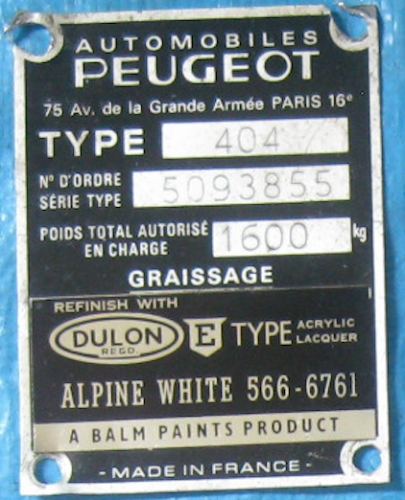 AUTOMOBILES
PEUGEOT
75 Av. de la Grande Armée PARIS 16e
TYPE 404
N° D'ORDRE
SÉRIE TYPE 5093855
POIDS TOTAL AUTORISÉ
EN CHARGE 1600 kg
GRAISSAGE
REFINISH WITH
DULON REGD. E TYPE ACRYLIC LACQUER
ALPINE WHITE 566-6761
A BALM PAINTS PRODUCT
- MADE IN FRANCE -